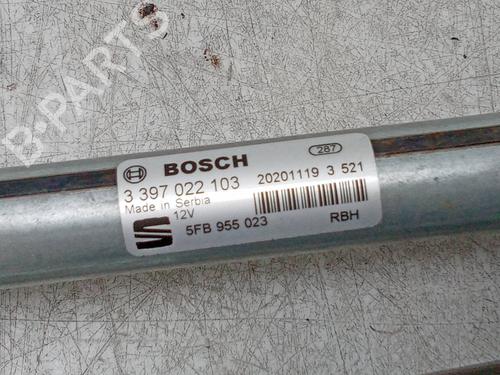 B-PARTS
BOSCH
287
3 397 022 103
20201119 3 521
Made in Serbia
12V
5FB 955 023
RBH